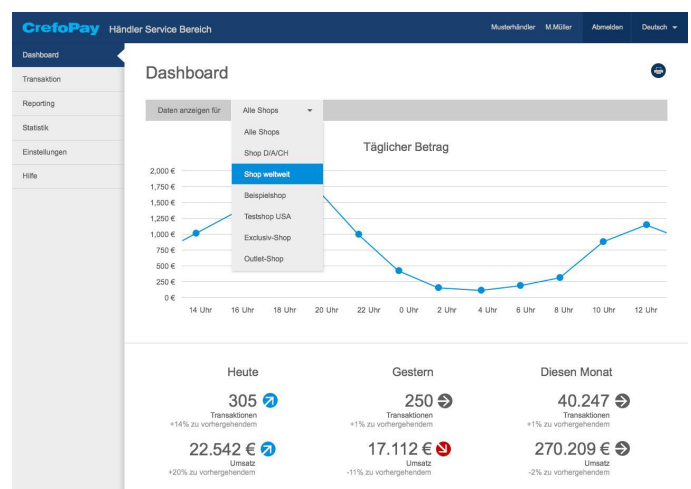 CrefoPay Händler Service Bereich Musterhändler M.Müller Abmelden Deutsch
Dashboard
Transaktion
Reporting
Statistik
Einstellungen
Hilfe
Dashboard
Daten anzeigen für Alle Shops
Alle Shops
Shop D/A/CH
Shop weltweit
Beispielshop
Testshop USA
Exclusiv-Shop
Outlet-Shop
Täglicher Betrag
2,000 €
1,750 €
1,500 €
1,250 €
1,000 €
750 €
500 €
250 €
0 €
14 Uhr 16 Uhr 18 Uhr 20 Uhr 22 Uhr 0 Uhr 2 Uhr 4 Uhr 6 Uhr 8 Uhr 10 Uhr 12 Uhr
Heute Gestern Diesen Monat
305 250 40.247
Transaktionen Transaktionen Transaktionen
+14% zu vorhergehendem +1% zu vorhergehendem +1% zu vorhergehendem
22.542 € 17.112 € 270.209 €
Umsatz Umsatz Umsatz
+20% zu vorhergehendem -11% zu vorhergehendem -2% zu vorhergehendem